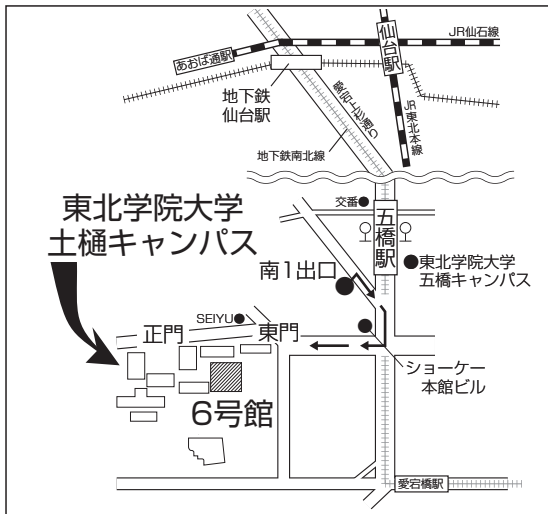 JR仙石線
仙台駅
あおば通駅
地下鉄
仙台駅
愛宕上杉通り
JR東北本線
地下鉄南北線
東北学院大学
土樋キャンパス
交番
五橋駅
南1出口
東北学院大学
五橋キャンパス
SEIYU
正門
東門
ショーケー
本館ビル
6号館
愛宕橋駅